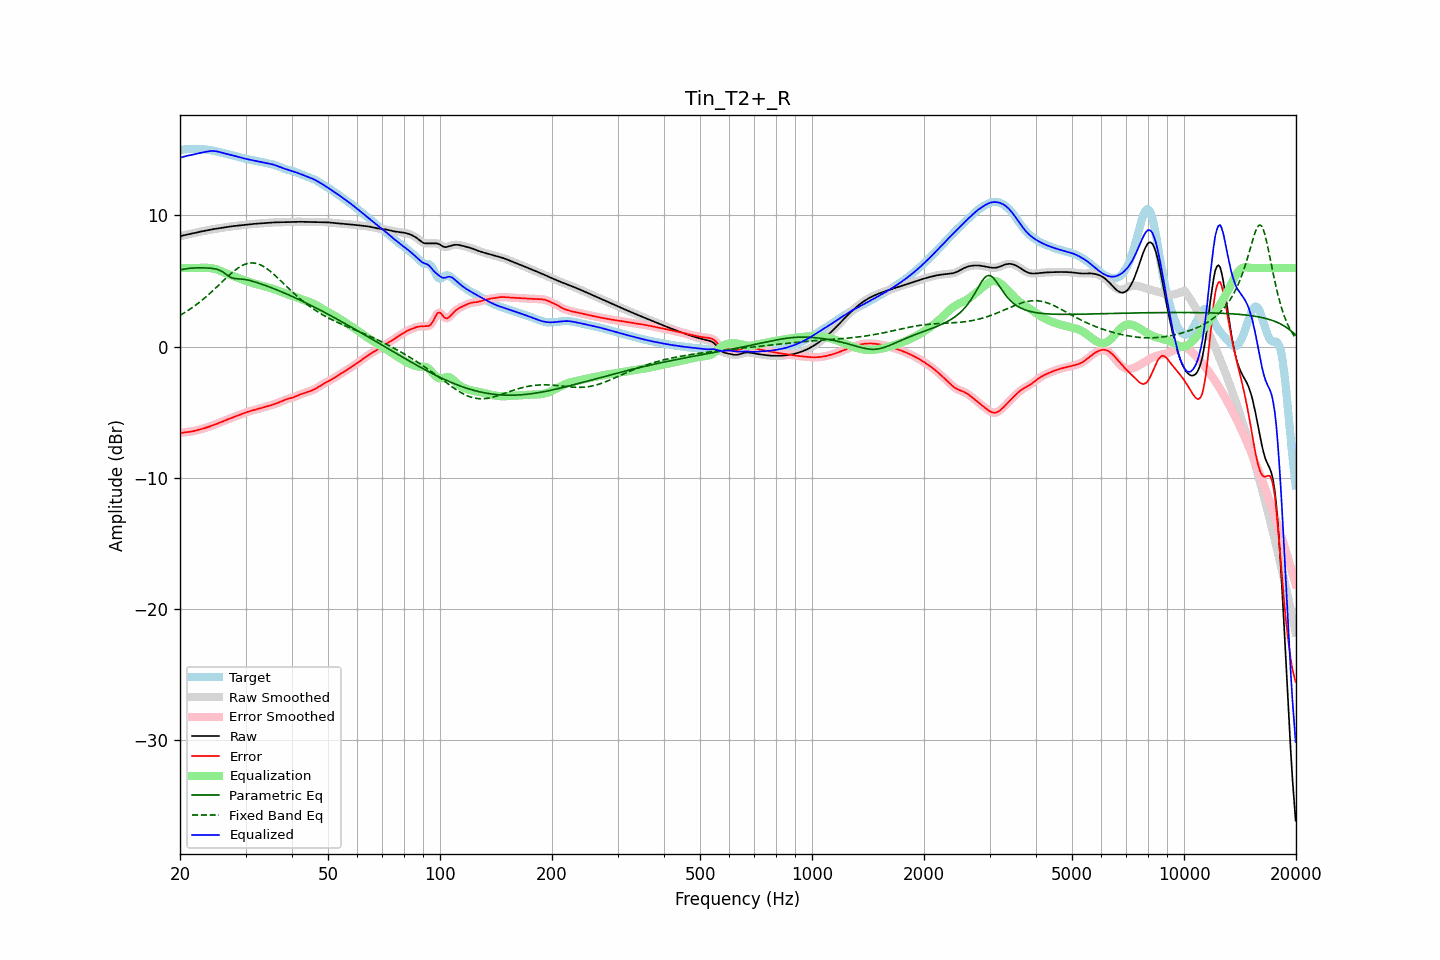 Tin_T2+_R
Amplitude (dBr)
10
0
−10
−20
−30
Target
Raw Smoothed
Error Smoothed
Raw
Error
Equalization
Parametric Eq
Fixed Band Eq
Equalized
20 50 100 200 500 1000 2000 5000 10000 20000
Frequency (Hz)